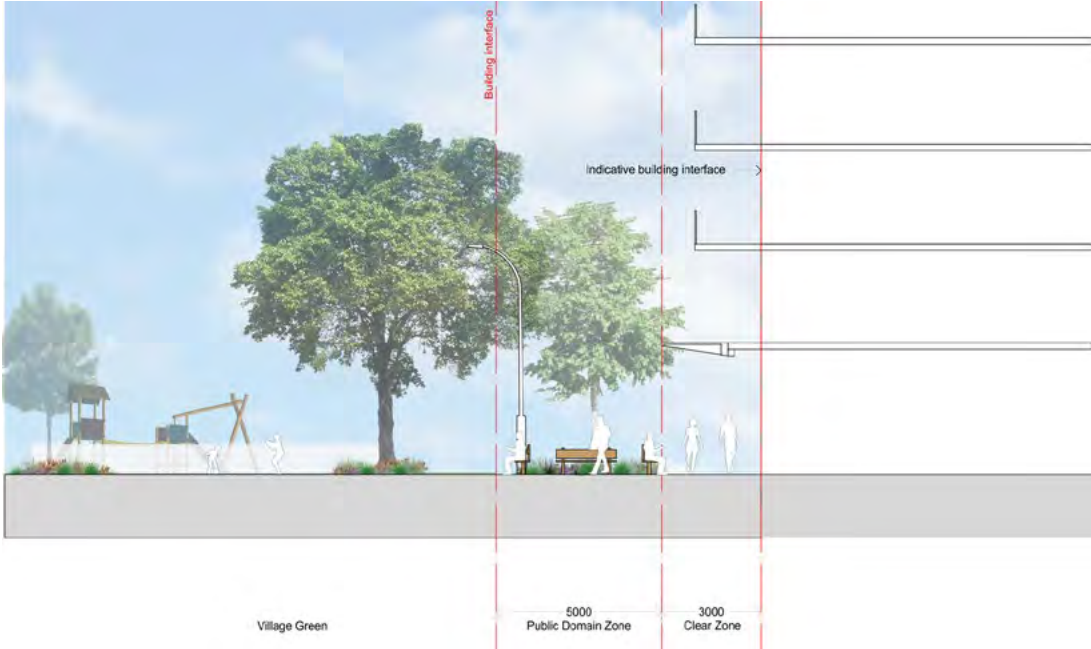 Building interface
Indicative building interface
Village Green
5000
Public Domain Zone
3000
Clear Zone